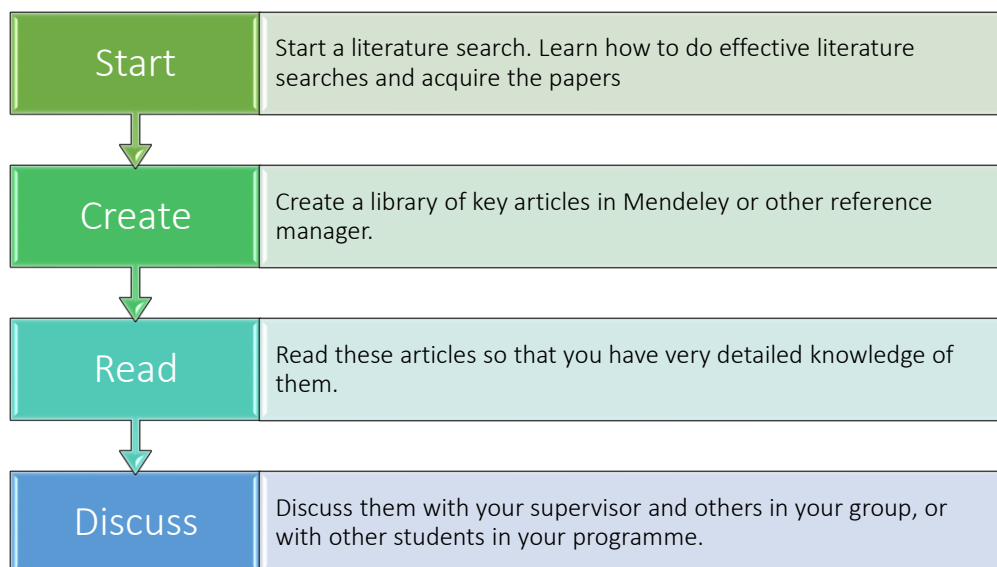 Start
Start a literature search. Learn how to do effective literature
searches and acquire the papers
Create
Create a library of key articles in Mendeley or other reference
manager.
Read
Read these articles so that you have very detailed knowledge of
them.
Discuss
Discuss them with your supervisor and others in your group, or
with other students in your programme.